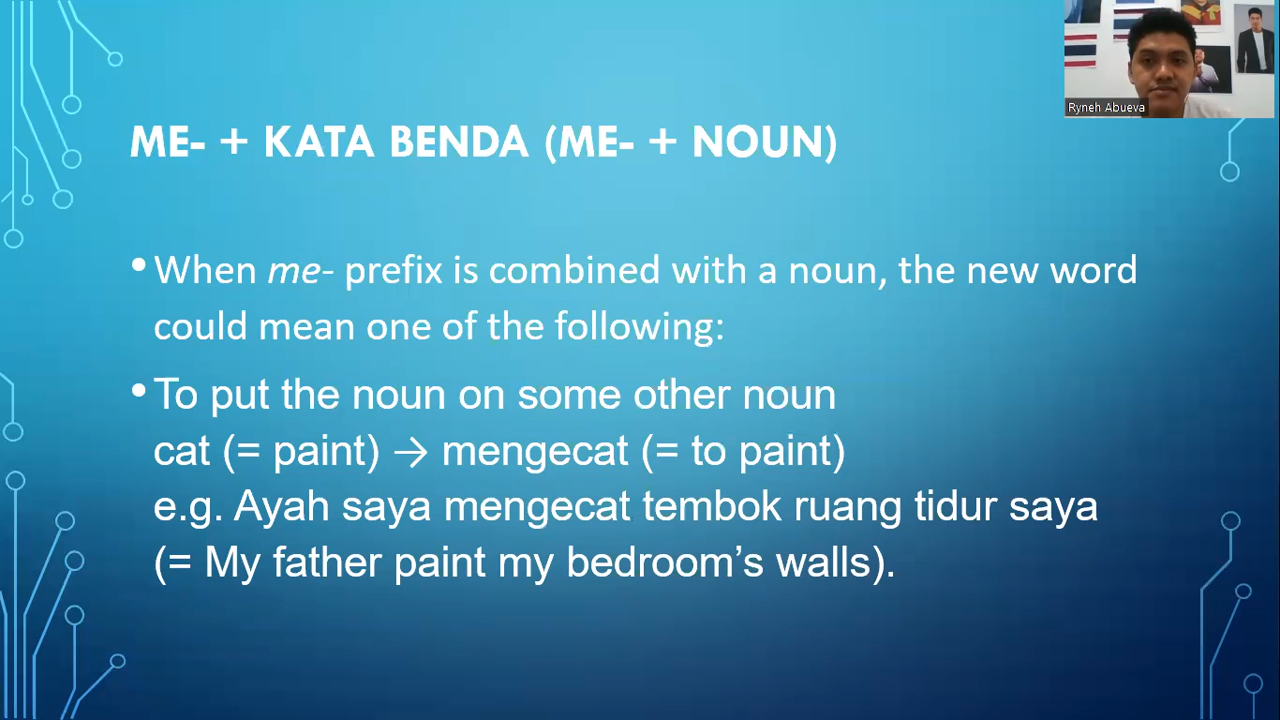 Ryneh Abueva
ME- + KATA BENDA (ME- + NOUN)
• When me- prefix is combined with a noun, the new word
could mean one of the following:
• To put the noun on some other noun
cat (= paint) → mengecat (= to paint)
e.g. Ayah saya mengecat tembok ruang tidur saya
(= My father paint my bedroom’s walls).